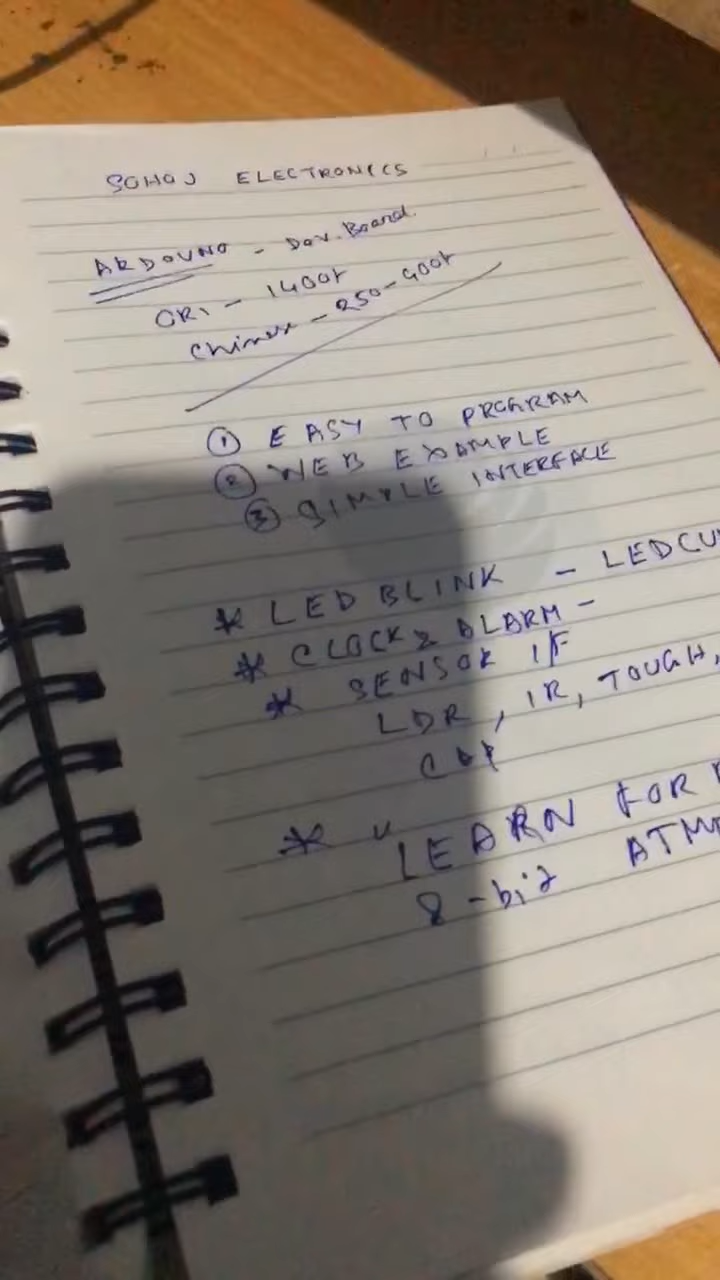 SOHOJ ELECTRONICS
ARDOUNO - Dev. Board.
ORI - 1400৳
Chinese - 250-400৳
① EASY TO PROGRAM
② WEB EXAMPLE
③ SIMPLE INTERFACE
* LED BLINK - LEDCU
* CLOCK & ALARM -
* SENSOR I/F
LDR, IR, TOUGH,
* LEARN FOR
8-bit ATM